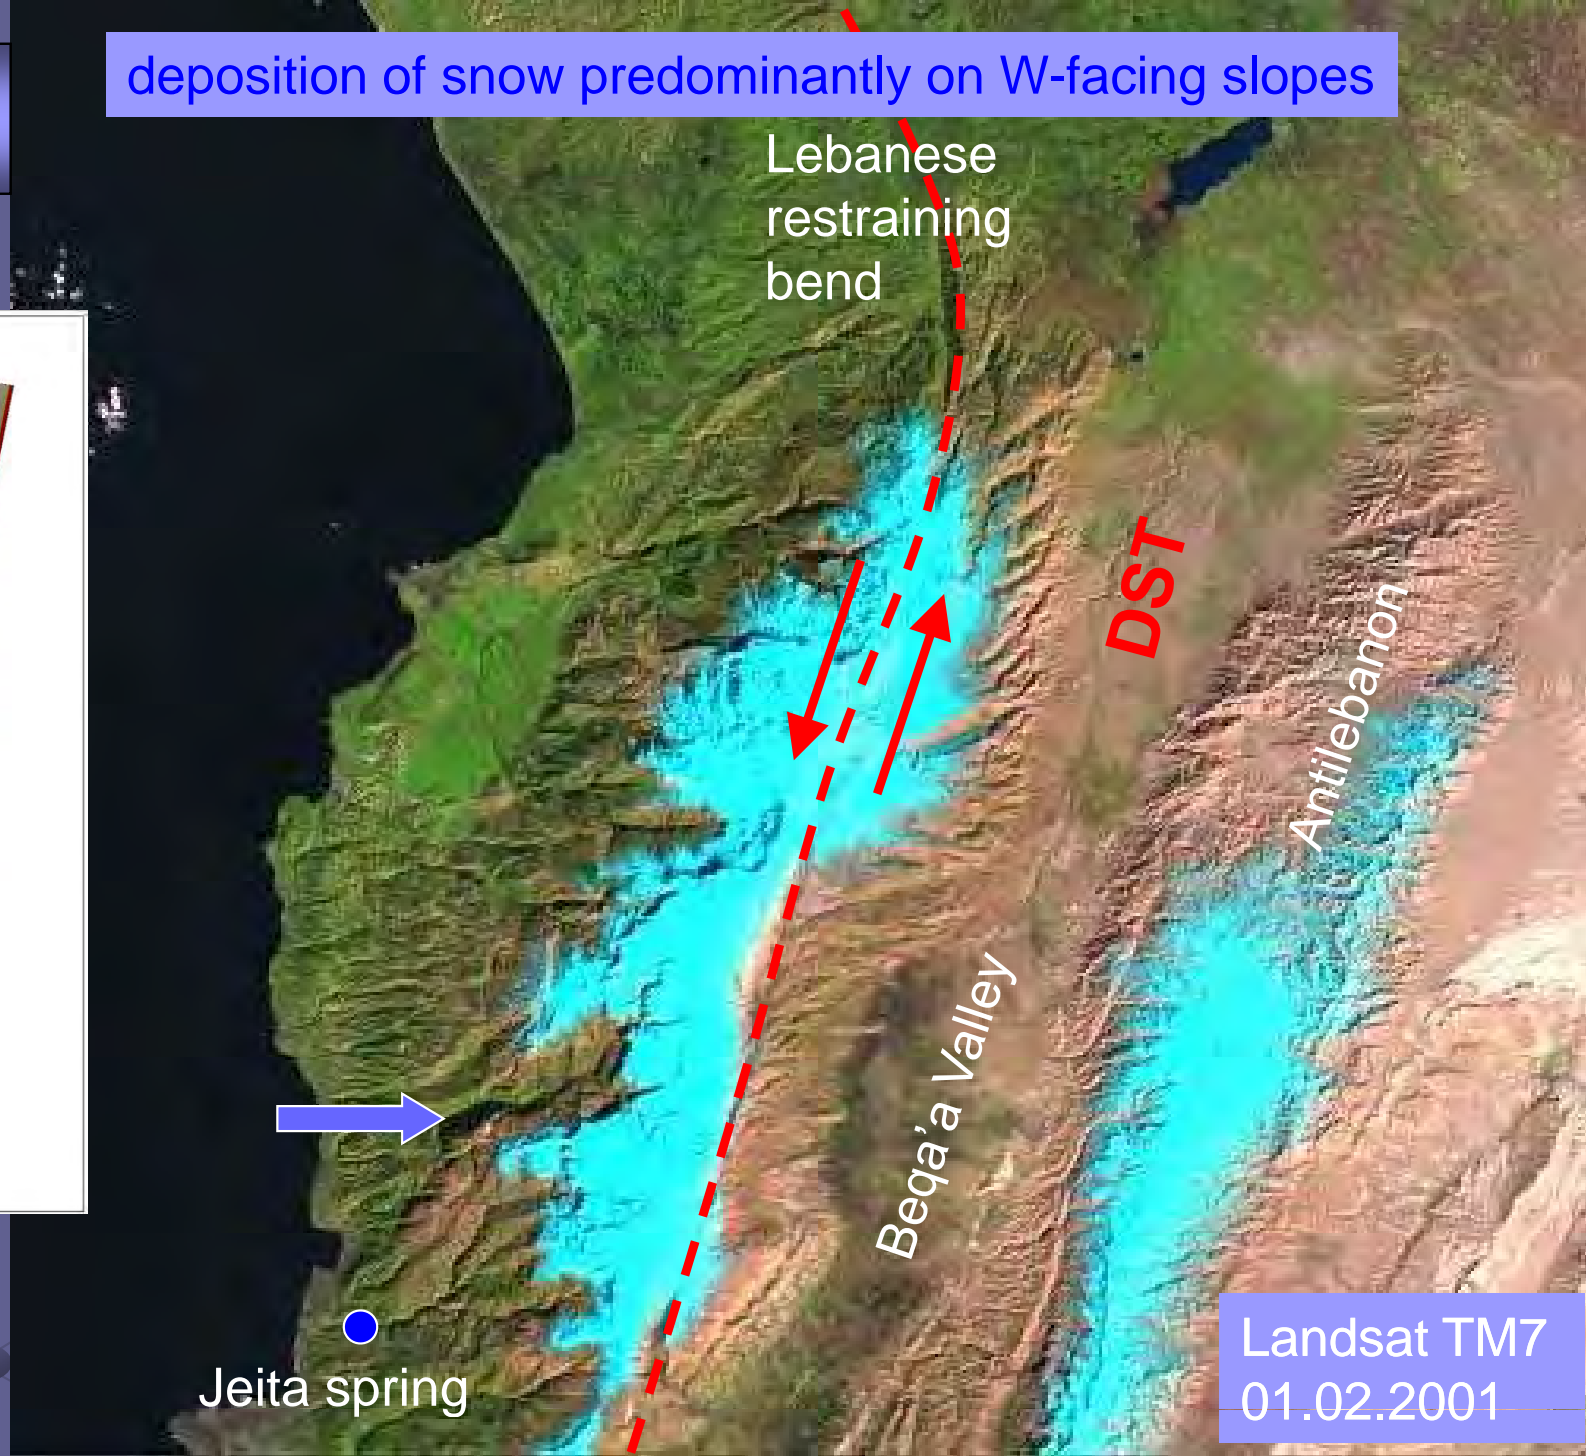 deposition of snow predominantly on W-facing slopes
Lebanese
restraining
bend
DST
Antilebanon
Beqa’a Valley
Jeita spring
Landsat TM7
01.02.2001